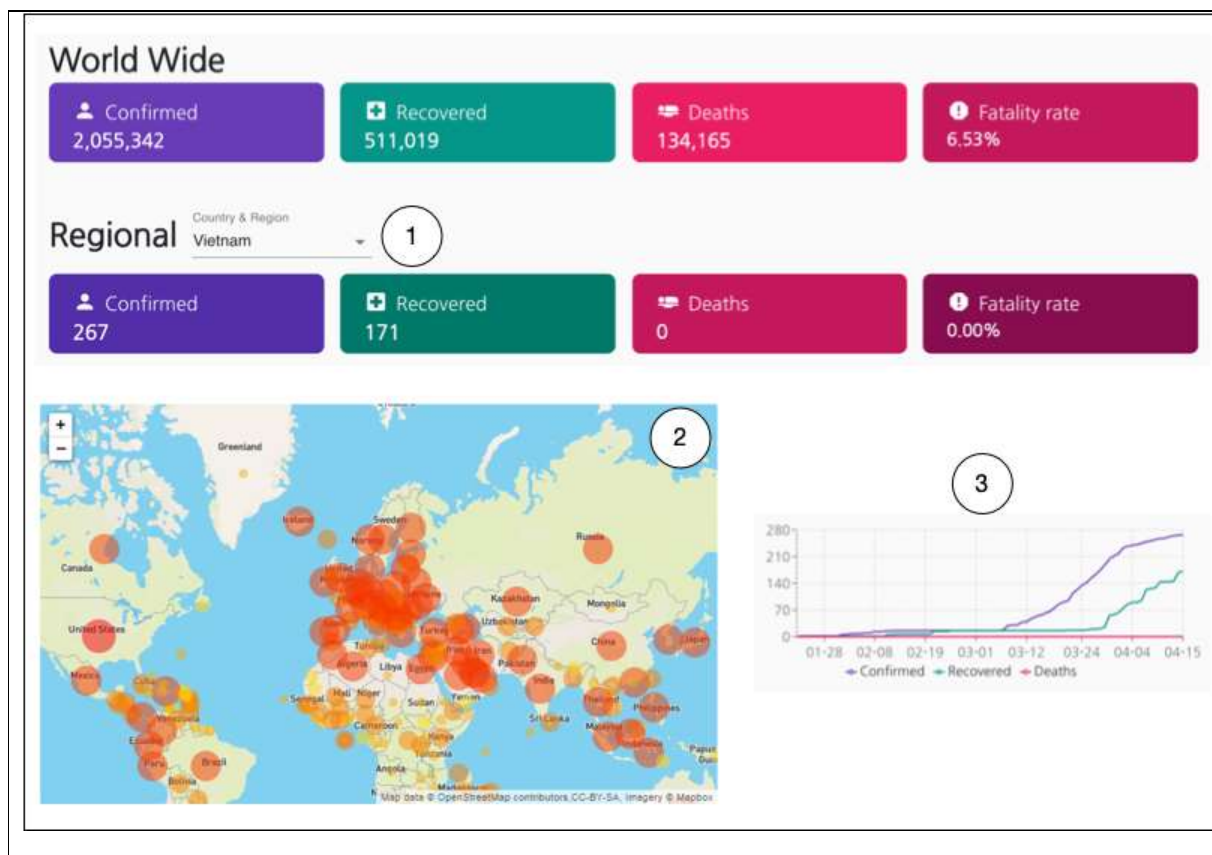 World Wide
Confirmed
2,055,342
Recovered
511,019
Deaths
134,165
Fatality rate
6.53%
Regional
Country & Region
Vietnam
1
Confirmed
267
Recovered
171
Deaths
0
Fatality rate
0.00%
+
−
2
Greenland
Iceland
Sweden
Norway
Russia
Canada
United
Kazakhstan
Mongolia
United States
Uzbekistan
Turkey
China
Japan
Tunisia
Iraq Iran
Pakistan
Algeria Libya Egypt
Mexico
Cuba
India
Mali Niger
Thailand
Senegal
Sudan
Yemen
Philippines
Venezuela
Cameroon
Sri Lanka
Malaysia
Kenya
Indonesia
Tanzania
Papua
Peru
Brazil
Angola
Bolivia
Map data © OpenStreetMap contributors,CC-BY-SA, Imagery © Mapbox
3
280
210
140
70
0
01-28 02-08 02-19 03-01 03-12 03-24 04-04 04-15
Confirmed Recovered Deaths